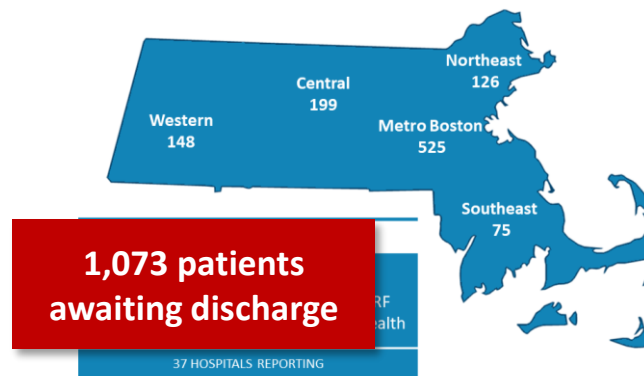 Northeast
126
Central
199
Western
148
Metro Boston
525
Southeast
75
1,073 patients
awaiting discharge
37 HOSPITALS REPORTING